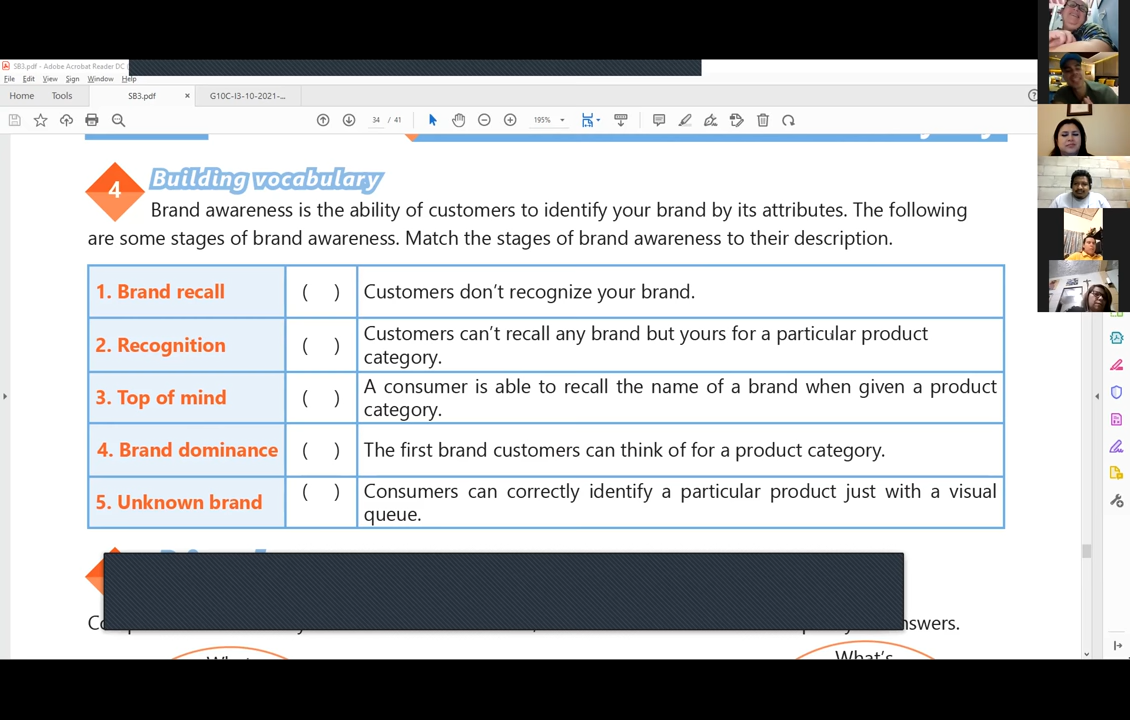 SB3.pdf - Adobe Acrobat Reader DC
File Edit View Sign Window Help
Home Tools SB3.pdf × G10C-I3-10-2021-...
34 / 41 195%
4 Building vocabulary
Brand awareness is the ability of customers to identify your brand by its attributes. The following
are some stages of brand awareness. Match the stages of brand awareness to their description.
1. Brand recall ( ) Customers don't recognize your brand.
2. Recognition ( ) Customers can't recall any brand but yours for a particular product
category.
3. Top of mind ( ) A consumer is able to recall the name of a brand when given a product
category.
4. Brand dominance ( ) The first brand customers can think of for a product category.
5. Unknown brand ( ) Consumers can correctly identify a particular product just with a visual
queue.
What's